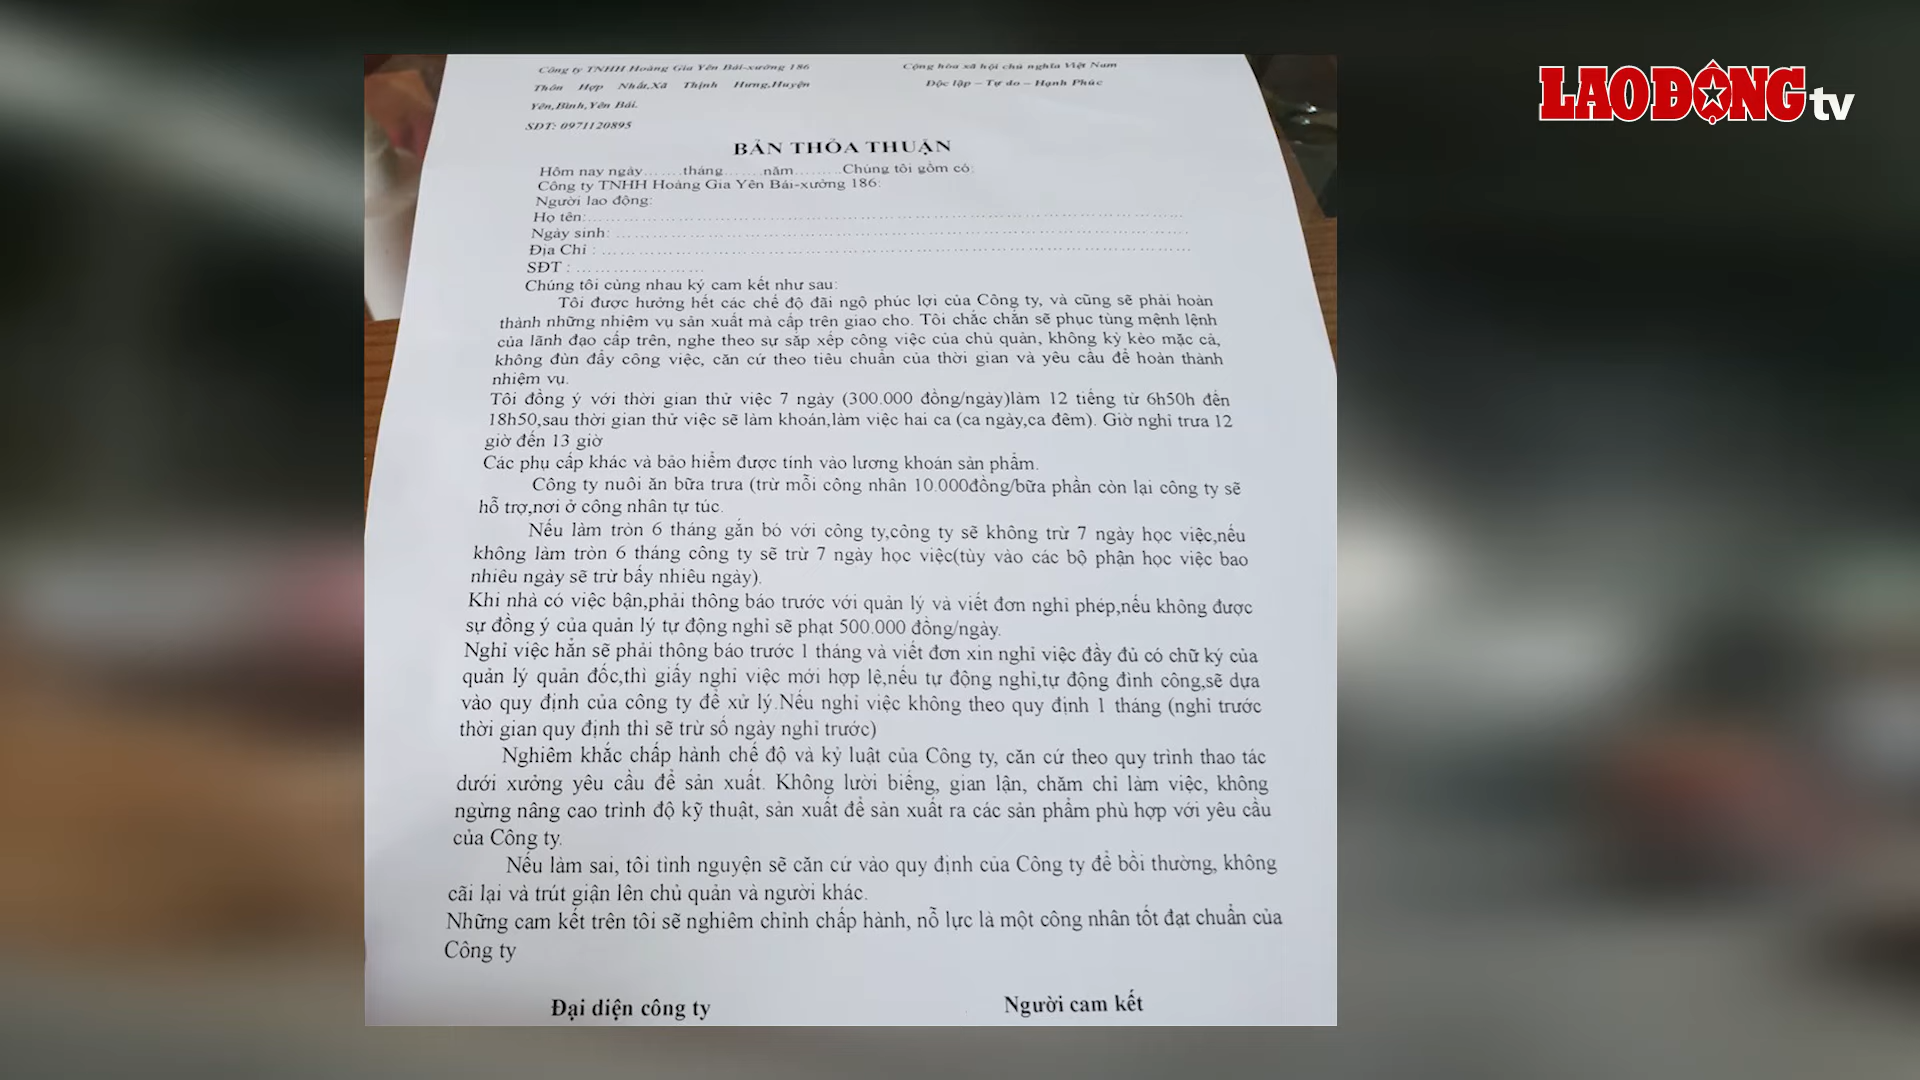 LAO ĐỘNG tv
Công ty TNHH Hoàng Gia Yên Bái-xưởng 186
Cộng hòa xã hội chủ nghĩa Việt Nam
Thôn Hợp Nhất,Xã Thịnh Hưng,Huyện
Độc lập – Tự do – Hạnh Phúc
Yên,Bình,Yên Bái.
SĐT: 0971120895
BẢN THỎA THUẬN
Hôm nay ngày........tháng........năm.........Chúng tôi gồm có:
Công ty TNHH Hoàng Gia Yên Bái-xưởng 186:
Người lao động:
Họ tên:...........................................................................
Ngày sinh: ...........................................................................
Địa Chỉ : ...........................................................................
SĐT : ......................
Chúng tôi cùng nhau ký cam kết như sau:
Tôi được hưởng hết các chế độ đãi ngộ phúc lợi của Công ty, và cũng sẽ phải hoàn
thành những nhiệm vụ sản xuất mà cấp trên giao cho. Tôi chắc chắn sẽ phục tùng mệnh lệnh
của lãnh đạo cấp trên, nghe theo sự sắp xếp công việc của chủ quản, không kỳ kèo mặc cả,
không đùn đẩy công việc, căn cứ theo tiêu chuẩn của thời gian và yêu cầu để hoàn thành
nhiệm vụ.
Tôi đồng ý với thời gian thử việc 7 ngày (300.000 đồng/ngày)làm 12 tiếng từ 6h50h đến
18h50,sau thời gian thử việc sẽ làm khoán,làm việc hai ca (ca ngày,ca đêm). Giờ nghỉ trưa 12
giờ đến 13 giờ
Các phụ cấp khác và bảo hiểm được tính vào lương khoán sản phẩm.
Công ty nuôi ăn bữa trưa (trừ mỗi công nhân 10.000đồng/bữa phần còn lại công ty sẽ
hỗ trợ,nơi ở công nhân tự túc.
Nếu làm tròn 6 tháng gắn bó với công ty,công ty sẽ không trừ 7 ngày học việc,nếu
không làm tròn 6 tháng công ty sẽ trừ 7 ngày học việc(tùy vào các bộ phận học việc bao
nhiêu ngày sẽ trừ bấy nhiêu ngày).
Khi nhà có việc bận,phải thông báo trước với quản lý và viết đơn nghỉ phép,nếu không được
sự đồng ý của quản lý tự động nghỉ sẽ phạt 500.000 đồng/ngày.
Nghỉ việc hẳn sẽ phải thông báo trước 1 tháng và viết đơn xin nghỉ việc đầy đủ có chữ ký của
quản lý quản đốc,thì giấy nghỉ việc mới hợp lệ,nếu tự động nghỉ,tự động đình công,sẽ dựa
vào quy định của công ty để xử lý.Nếu nghỉ việc không theo quy định 1 tháng (nghỉ trước
thời gian quy định thì sẽ trừ số ngày nghỉ trước)
Nghiêm khắc chấp hành chế độ và kỷ luật của Công ty, căn cứ theo quy trình thao tác
dưới xưởng yêu cầu để sản xuất. Không lười biếng, gian lận, chăm chỉ làm việc, không
ngừng nâng cao trình độ kỹ thuật, sản xuất để sản xuất ra các sản phẩm phù hợp với yêu cầu
của Công ty.
Nếu làm sai, tôi tình nguyện sẽ căn cứ vào quy định của Công ty để bồi thường, không
cãi lại và trút giận lên chủ quản và người khác.
Những cam kết trên tôi sẽ nghiêm chỉnh chấp hành, nỗ lực là một công nhân tốt đạt chuẩn của
Công ty
Đại diện công ty
Người cam kết